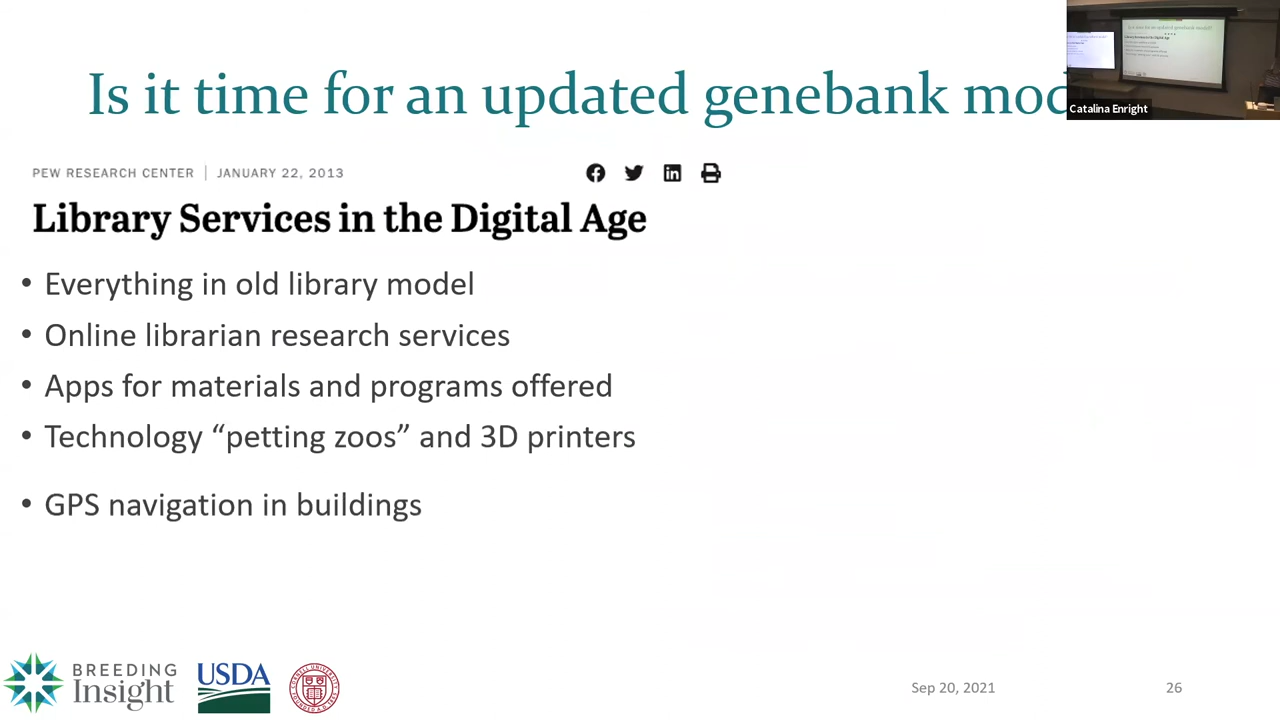 Is it time for an updated genebank mod
Catalina Enright
PEW RESEARCH CENTER | JANUARY 22, 2013
Library Services in the Digital Age
• Everything in old library model
• Online librarian research services
• Apps for materials and programs offered
• Technology “petting zoos” and 3D printers
• GPS navigation in buildings
BREEDING
Insight
USDA
Sep 20, 2021
26